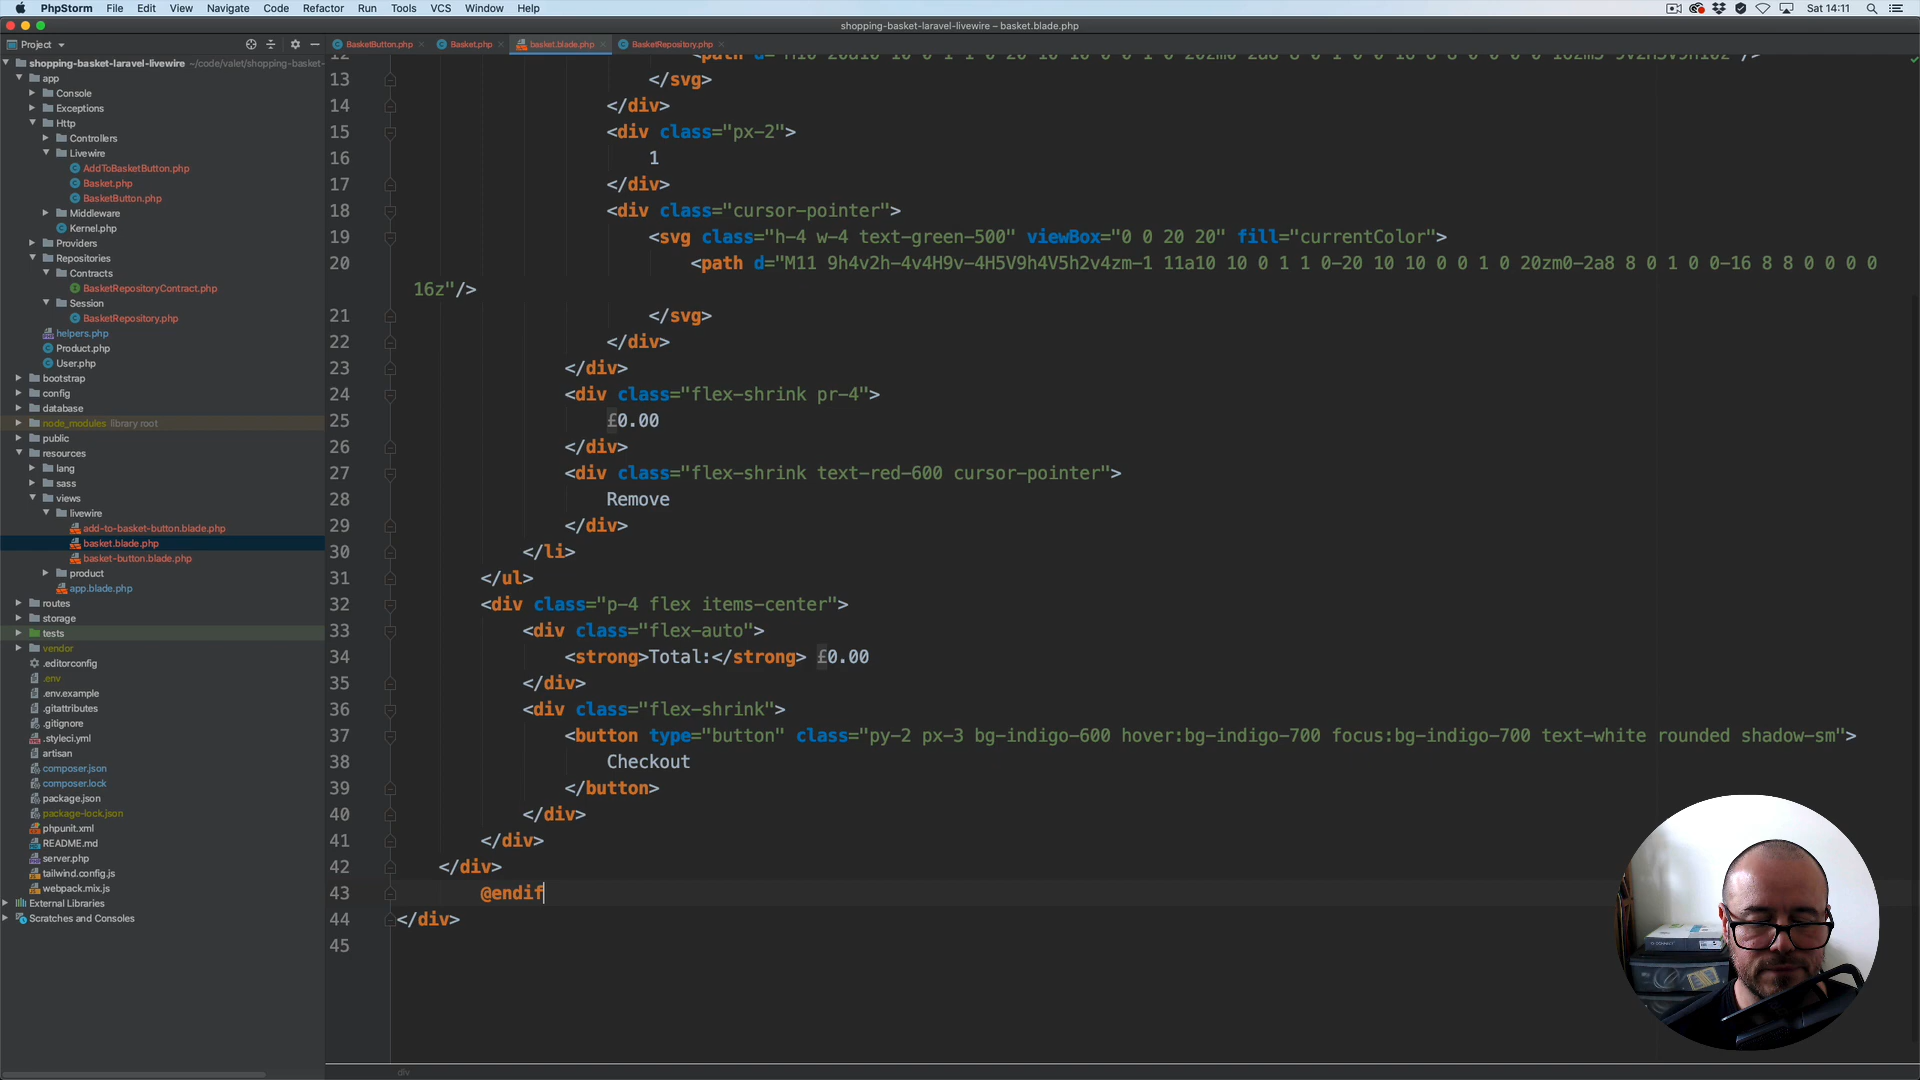 PhpStorm File Edit View Navigate Code Refactor Run Tools VCS Window Help Sat 14:11
shopping-basket-laravel-livewire – basket.blade.php
Project BasketButton.php Basket.php basket.blade.php BasketRepository.php
shopping-basket-laravel-livewire ~/code/valet/shopping-basket-
app
Console
Exceptions
Http
Controllers
Livewire
AddToBasketButton.php
Basket.php
BasketButton.php
Middleware
Kernel.php
Providers
Repositories
Contracts
BasketRepositoryContract.php
Session
BasketRepository.php
helpers.php
Product.php
User.php
bootstrap
config
database
node_modules library root
public
resources
lang
sass
views
livewire
add-to-basket-button.blade.php
basket.blade.php
basket-button.blade.php
product
app.blade.php
routes
storage
tests
vendor
.editorconfig
.env
.env.example
.gitattributes
.gitignore
.styleci.yml
artisan
composer.json
composer.lock
package.json
package-lock.json
phpunit.xml
README.md
server.php
tailwind.config.js
webpack.mix.js
External Libraries
Scratches and Consoles
13 </svg>
14 </div>
15 <div class="px-2">
16 1
17 </div>
18 <div class="cursor-pointer">
19 <svg class="h-4 w-4 text-green-500" viewBox="0 0 20 20" fill="currentColor">
20 <path d="M11 9h4v2h-4v4H9v-4H5V9h4V5h2v4zm-1 11a10 10 0 1 1 0-20 10 10 0 0 1 0 20zm0-2a8 8 0 1 0 0-16 8 8 0 0 0 0
16z"/>
21 </svg>
22 </div>
23 </div>
24 <div class="flex-shrink pr-4">
25 £0.00
26 </div>
27 <div class="flex-shrink text-red-600 cursor-pointer">
28 Remove
29 </div>
30 </li>
31 </ul>
32 <div class="p-4 flex items-center">
33 <div class="flex-auto">
34 <strong>Total:</strong> £0.00
35 </div>
36 <div class="flex-shrink">
37 <button type="button" class="py-2 px-3 bg-indigo-600 hover:bg-indigo-700 focus:bg-indigo-700 text-white rounded shadow-sm">
38 Checkout
39 </button>
40 </div>
41 </div>
42 </div>
43 @endif
44 </div>
45
div